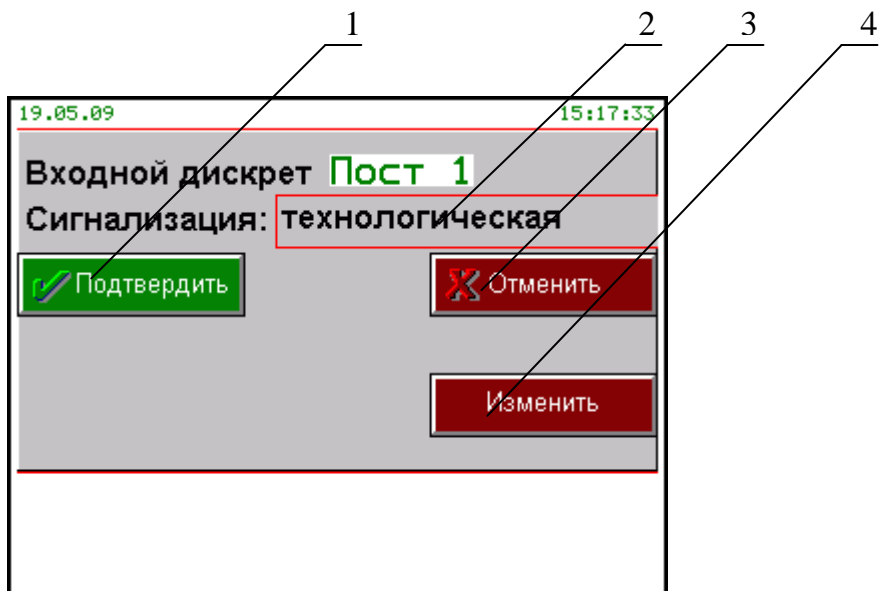 1 2 3 4
19.05.09 15:17:33
Входной дискрет Пост 1
Сигнализация: технологическая
Подтвердить Отменить
Изменить